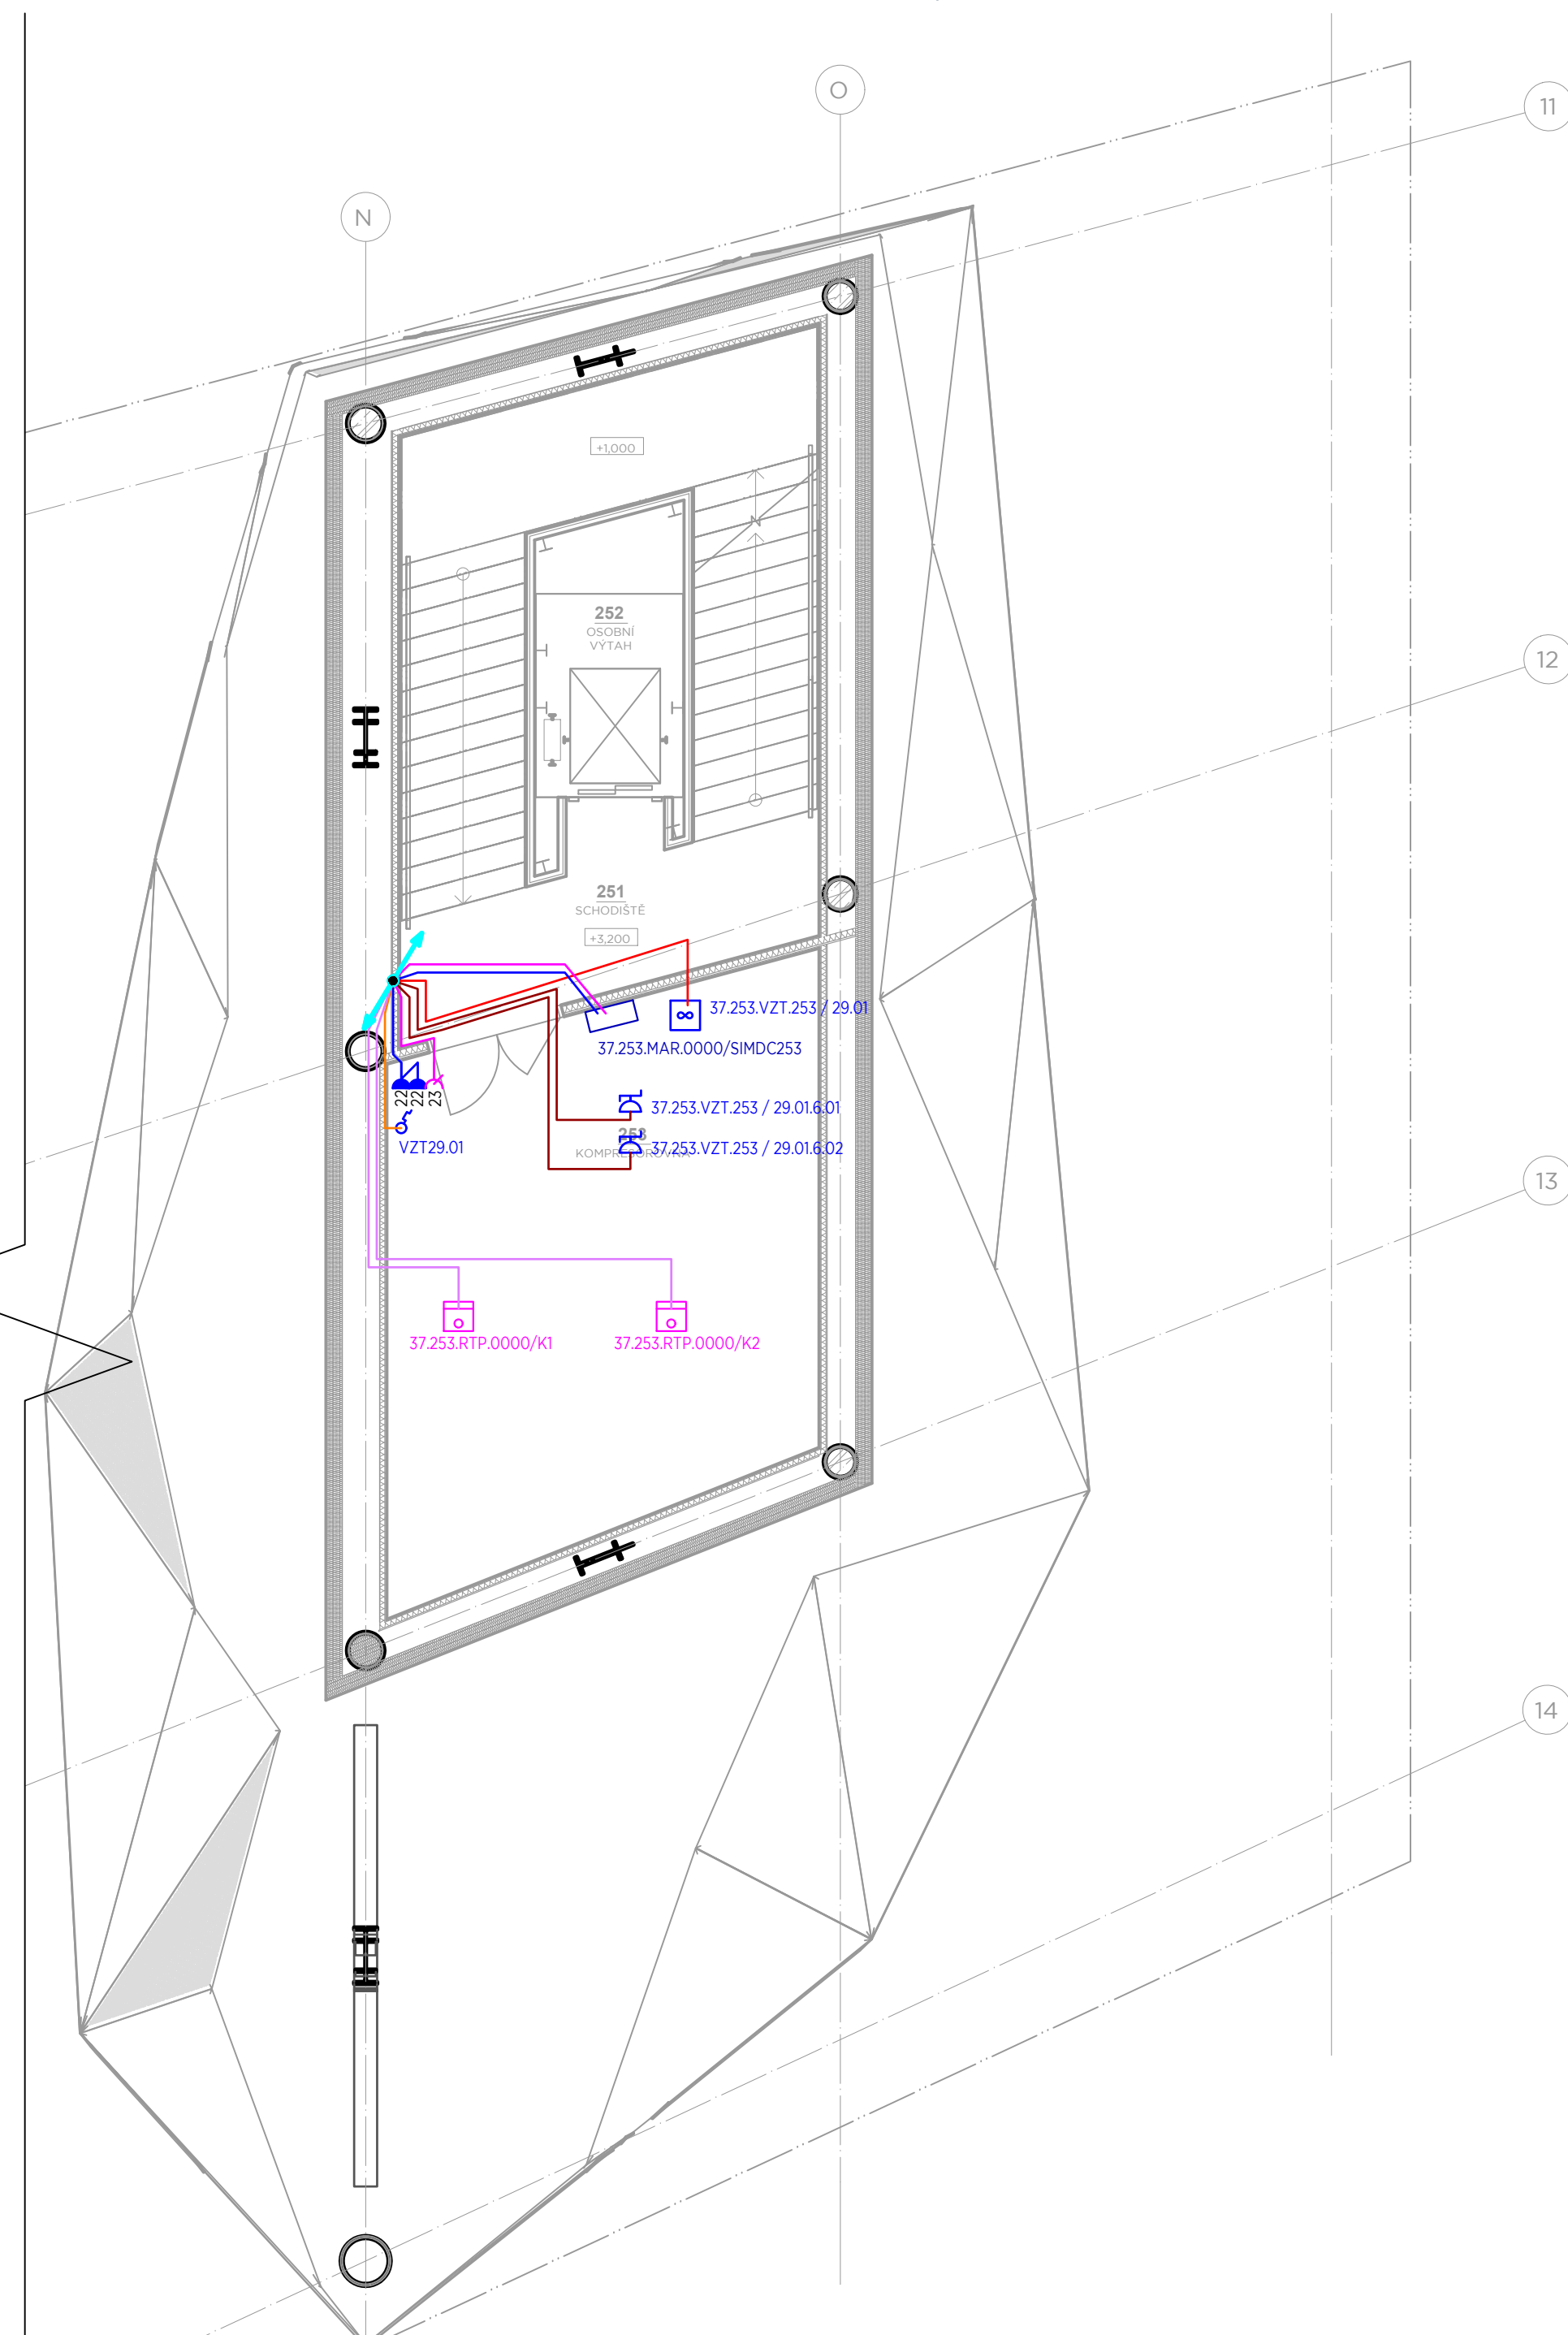 O
11
N
+1,000
252
OSOBNÍ
VÝTAH
12
251
SCHODIŠTĚ
+3,200
37.253.VZT.253 / 29.01
37.253.MAR.0000/SIMDC253
22
22
23
37.253.VZT.253 / 29.01.6.01
253
VZT29.01
KOMPRESOROVNA
37.253.VZT.253 / 29.01.6.02
13
37.253.RTP.0000/K1
37.253.RTP.0000/K2
14